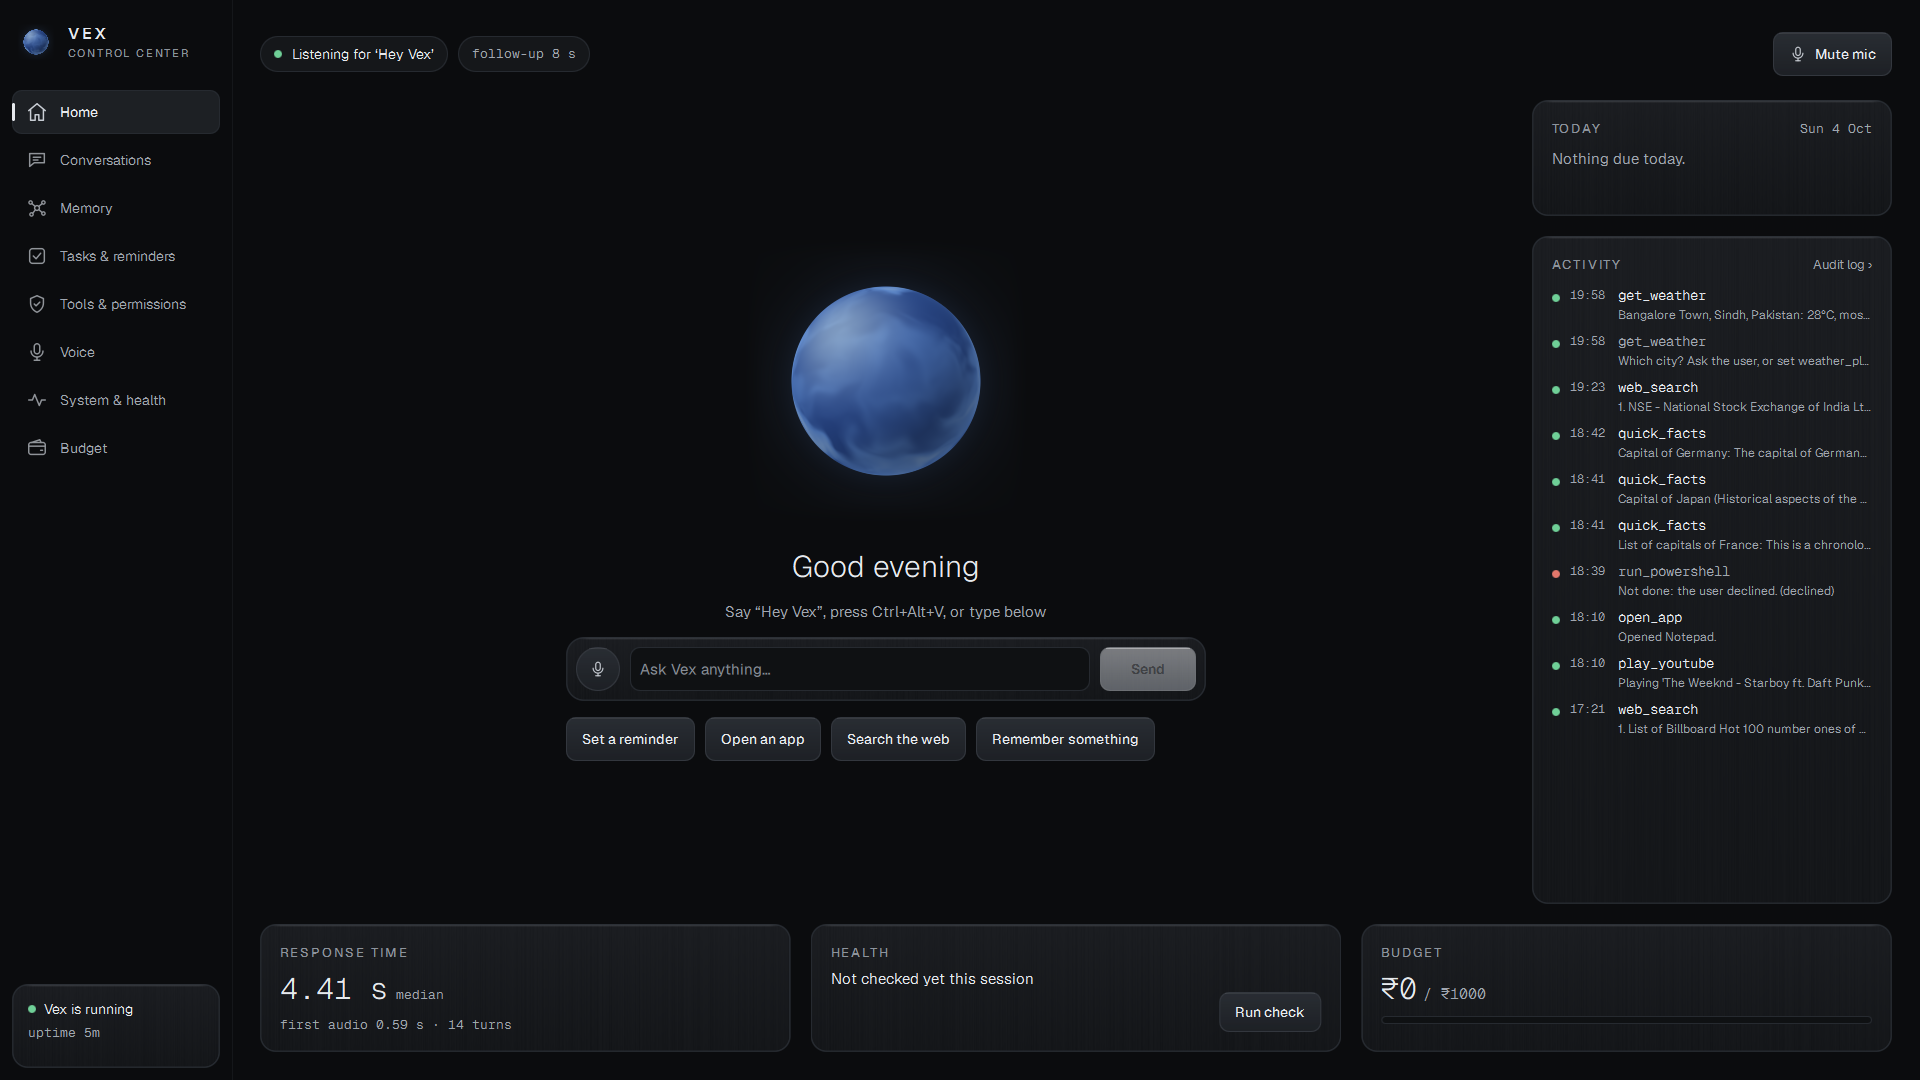 VEX
CONTROL CENTER
Home
Conversations
Memory
Tasks & reminders
Tools & permissions
Voice
System & health
Budget
Vex is running
uptime 5m
Listening for ‘Hey Vex’
follow-up 8 s
Mute mic
Good evening
Say “Hey Vex”, press Ctrl+Alt+V, or type below
Ask Vex anything…
Send
Set a reminder
Open an app
Search the web
Remember something
TODAY
Sun 4 Oct
Nothing due today.
ACTIVITY
Audit log ›
19:58 get_weather
Bangalore Town, Sindh, Pakistan: 28°C, mos…
19:58 get_weather
Which city? Ask the user, or set weather_pl…
19:23 web_search
1. NSE - National Stock Exchange of India Lt…
18:42 quick_facts
Capital of Germany: The capital of German…
18:41 quick_facts
Capital of Japan (Historical aspects of the …
18:41 quick_facts
List of capitals of France: This is a chronolo…
18:39 run_powershell
Not done: the user declined. (declined)
18:10 open_app
Opened Notepad.
18:10 play_youtube
Playing 'The Weeknd - Starboy ft. Daft Punk…
17:21 web_search
1. List of Billboard Hot 100 number ones of …
RESPONSE TIME
4.41 s median
first audio 0.59 s · 14 turns
HEALTH
Not checked yet this session
Run check
BUDGET
₹0 / ₹1000